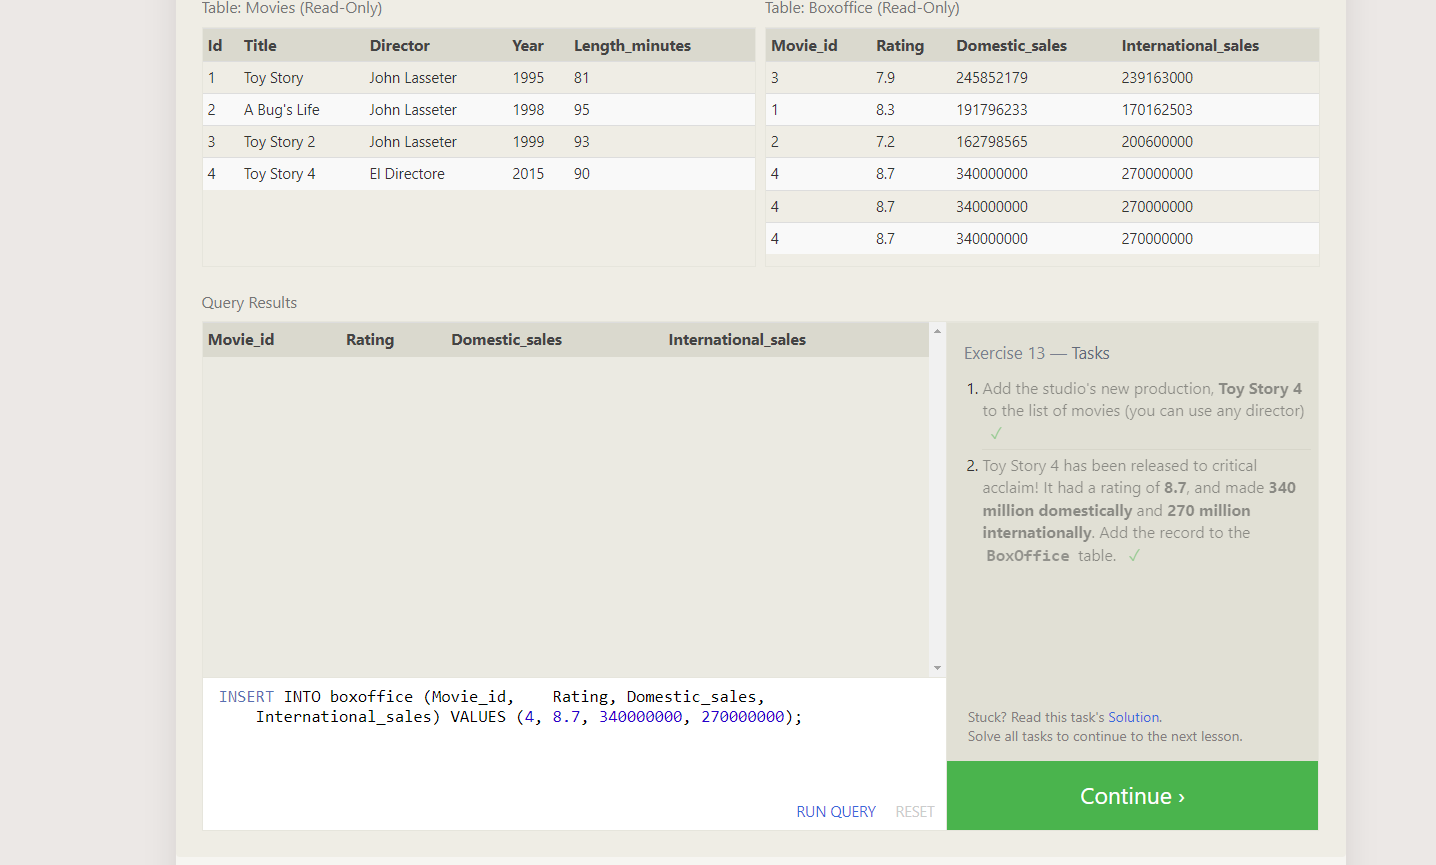 Table: Movies (Read-Only)
Id Title Director Year Length_minutes
1 Toy Story John Lasseter 1995 81
2 A Bug's Life John Lasseter 1998 95
3 Toy Story 2 John Lasseter 1999 93
4 Toy Story 4 El Directore 2015 90
Table: Boxoffice (Read-Only)
Movie_id Rating Domestic_sales International_sales
3 7.9 245852179 239163000
1 8.3 191796233 170162503
2 7.2 162798565 200600000
4 8.7 340000000 270000000
4 8.7 340000000 270000000
4 8.7 340000000 270000000
Query Results
Movie_id Rating Domestic_sales International_sales
INSERT INTO boxoffice (Movie_id, Rating, Domestic_sales,
International_sales) VALUES (4, 8.7, 340000000, 270000000);
RUN QUERY RESET
Exercise 13 — Tasks
1. Add the studio's new production, Toy Story 4
to the list of movies (you can use any director)
✓
2. Toy Story 4 has been released to critical
acclaim! It had a rating of 8.7, and made 340
million domestically and 270 million
internationally. Add the record to the
BoxOffice table. ✓
Stuck? Read this task's Solution.
Solve all tasks to continue to the next lesson.
Continue ›